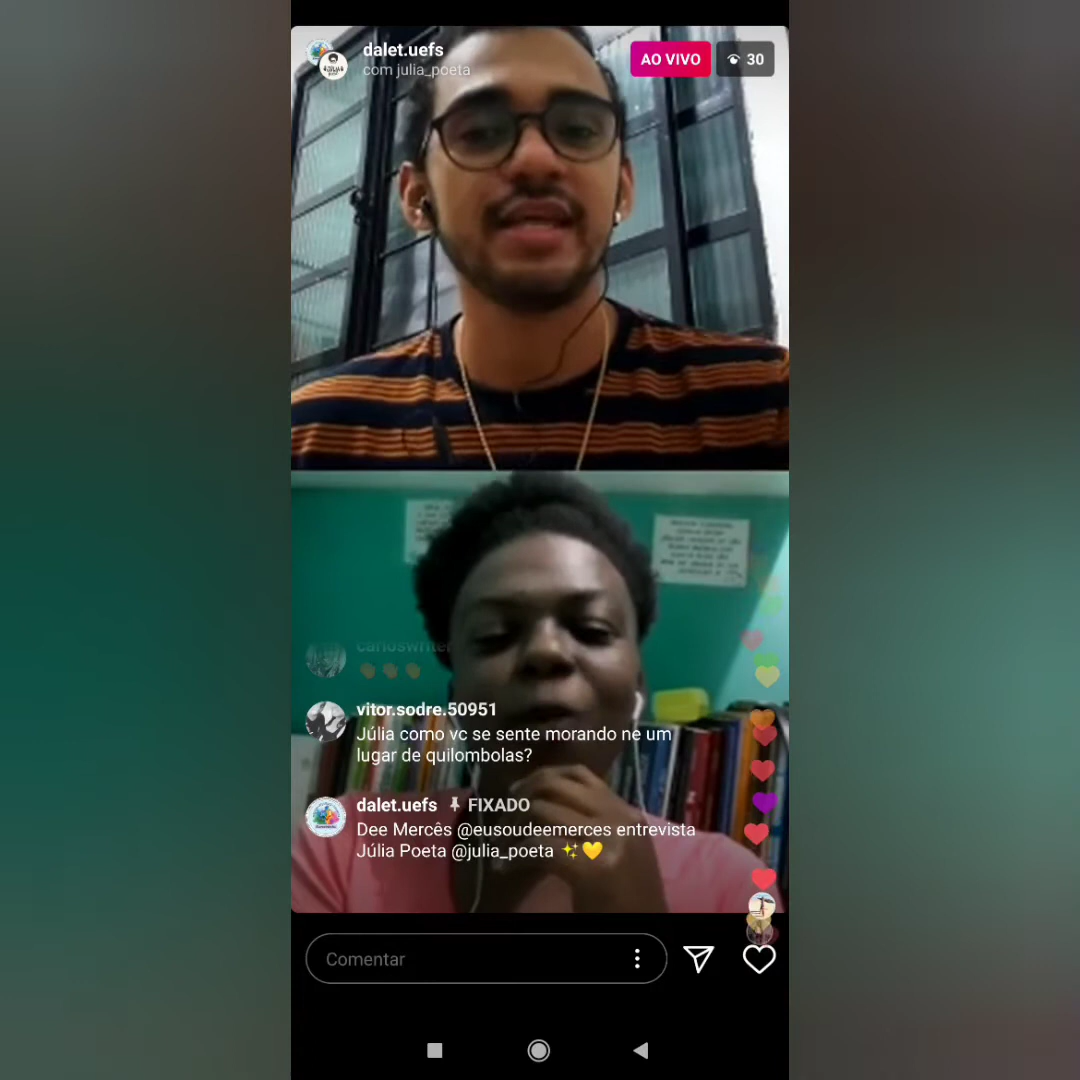 dalet.uefs
com julia_poeta
AO VIVO
30
carloswriter
vitor.sodre.50951
Júlia como vc se sente morando ne um
lugar de quilombolas?
dalet.uefs FIXADO
Dee Mercês @eusoudeemerces entrevista
Júlia Poeta @julia_poeta ✨💛
Comentar